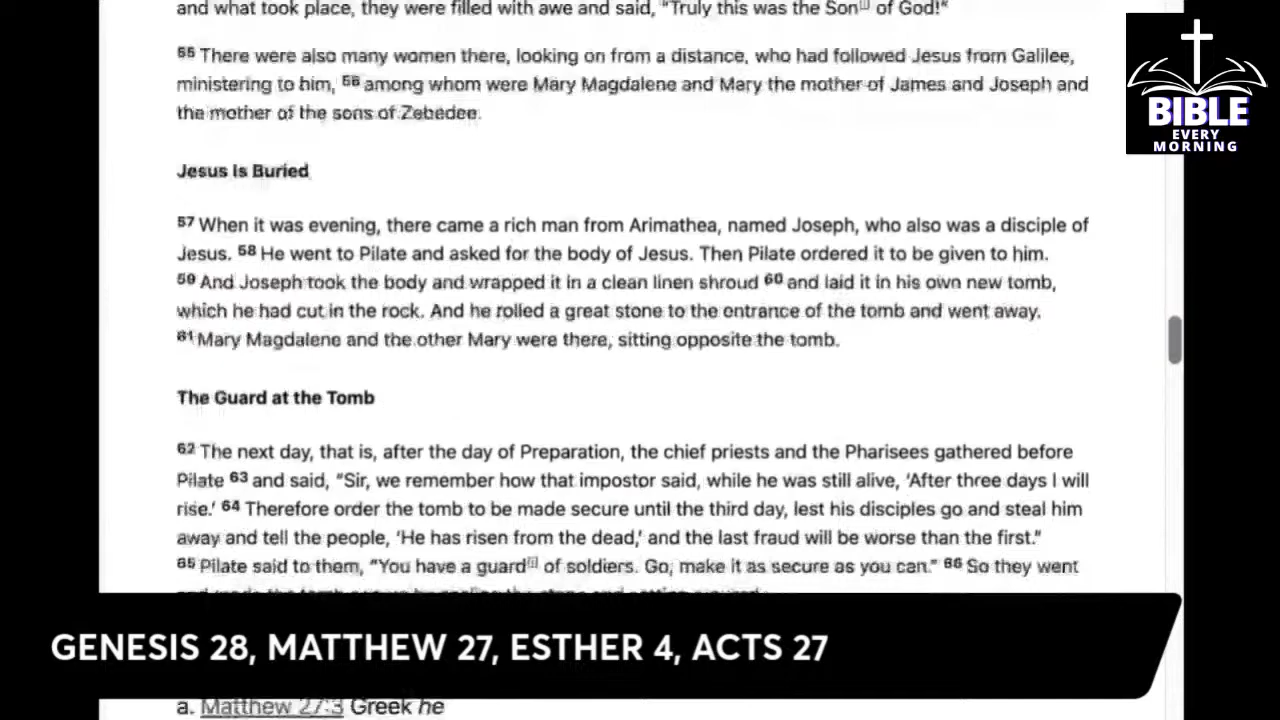 and what took place, they were filled with awe and said, “Truly this was the Son[j] of God!”
55 There were also many women there, looking on from a distance, who had followed Jesus from Galilee,
ministering to him, 56 among whom were Mary Magdalene and Mary the mother of James and Joseph and
the mother of the sons of Zebedee.
Jesus Is Buried
57 When it was evening, there came a rich man from Arimathea, named Joseph, who also was a disciple of
Jesus. 58 He went to Pilate and asked for the body of Jesus. Then Pilate ordered it to be given to him.
59 And Joseph took the body and wrapped it in a clean linen shroud 60 and laid it in his own new tomb,
which he had cut in the rock. And he rolled a great stone to the entrance of the tomb and went away.
61 Mary Magdalene and the other Mary were there, sitting opposite the tomb.
The Guard at the Tomb
62 The next day, that is, after the day of Preparation, the chief priests and the Pharisees gathered before
Pilate 63 and said, “Sir, we remember how that impostor said, while he was still alive, ‘After three days I will
rise.’ 64 Therefore order the tomb to be made secure until the third day, lest his disciples go and steal him
away and tell the people, ‘He has risen from the dead,’ and the last fraud will be worse than the first.”
65 Pilate said to them, “You have a guard of soldiers. Go, make it as secure as you can.” 66 So they went
GENESIS 28, MATTHEW 27, ESTHER 4, ACTS 27
a. Matthew 27:3 Greek he
BIBLE
EVERY
MORNING